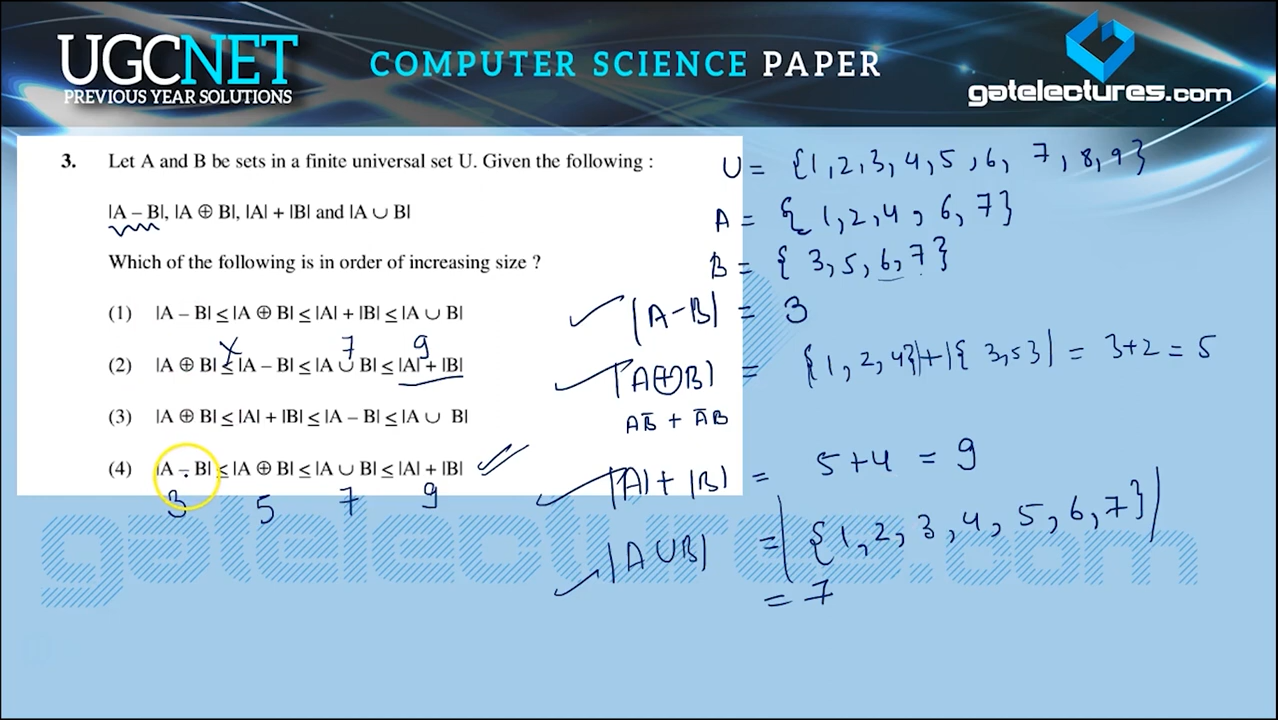 UGCNET
PREVIOUS YEAR SOLUTIONS
COMPUTER SCIENCE PAPER
gatelectures.com
3. Let A and B be sets in a finite universal set U. Given the following :
|A – B|, |A ⊕ B|, |A| + |B| and |A ∪ B|
Which of the following is in order of increasing size ?
(1) |A – B| ≤ |A ⊕ B| ≤ |A| + |B| ≤ |A ∪ B|
x 7 9
(2) |A ⊕ B| ≤ |A – B| ≤ |A ∪ B| ≤ |A| + |B|
(3) |A ⊕ B| ≤ |A| + |B| ≤ |A – B| ≤ |A ∪ B|
(4) |A – B| ≤ |A ⊕ B| ≤ |A ∪ B| ≤ |A| + |B|
3 5 7 9
U = {1,2,3,4,5,6,7,8,9}
A = {1,2,4,6,7}
B = {3,5,6,7}
|A-B| = 3
|A⊕B| = {1,2,4}|+|{3,5}| = 3+2 = 5
AB̄ + ĀB
|A|+|B| = 5+4 = 9
|A∪B| = |{1,2,3,4,5,6,7}|
= 7
gatelectures.com